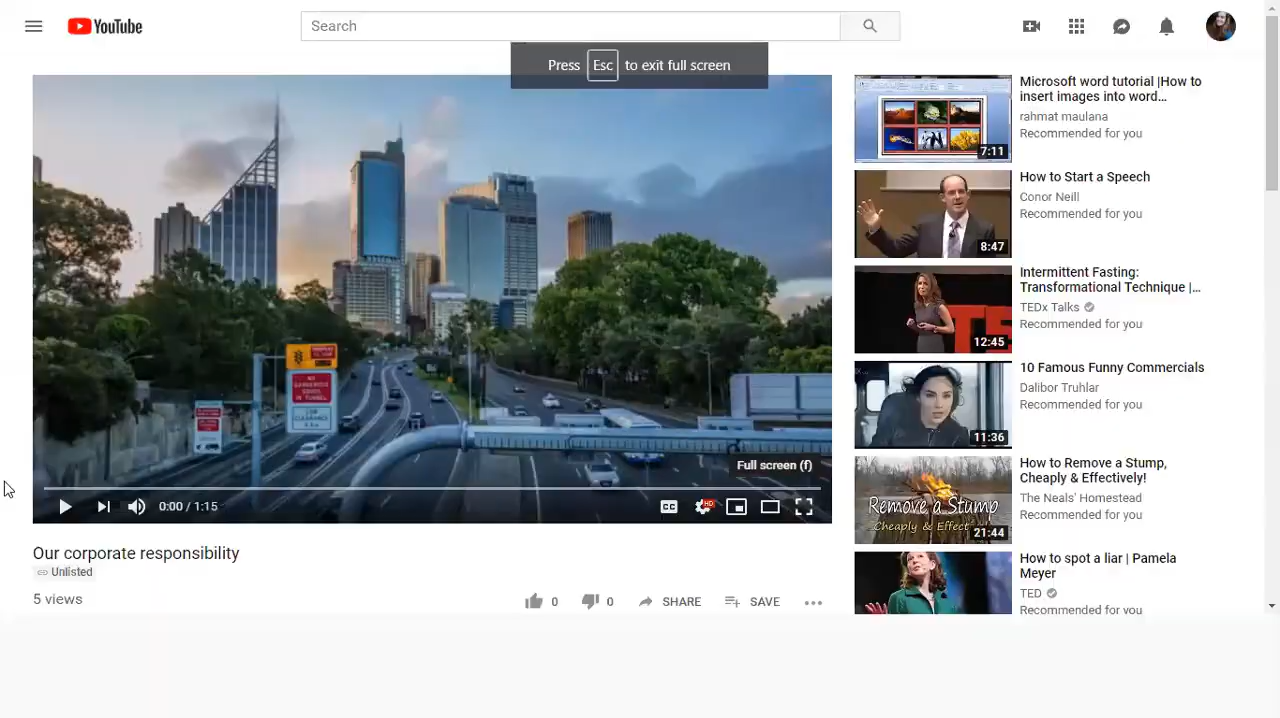 YouTube
Search
Press Esc to exit full screen
Full screen (f)
0:00 / 1:15
CC
HD
Our corporate responsibility
Unlisted
5 views
0
0
SHARE
SAVE
Microsoft word tutorial |How to
insert images into word...
rahmat maulana
Recommended for you
7:11
How to Start a Speech
Conor Neill
Recommended for you
8:47
Intermittent Fasting:
Transformational Technique |...
TEDx Talks
Recommended for you
12:45
10 Famous Funny Commercials
Dalibor Truhlar
Recommended for you
11:36
How to Remove a Stump,
Cheaply & Effectively!
The Neals' Homestead
Recommended for you
Remove a Stump
Cheaply & Effect
21:44
How to spot a liar | Pamela
Meyer
TED
Recommended for you